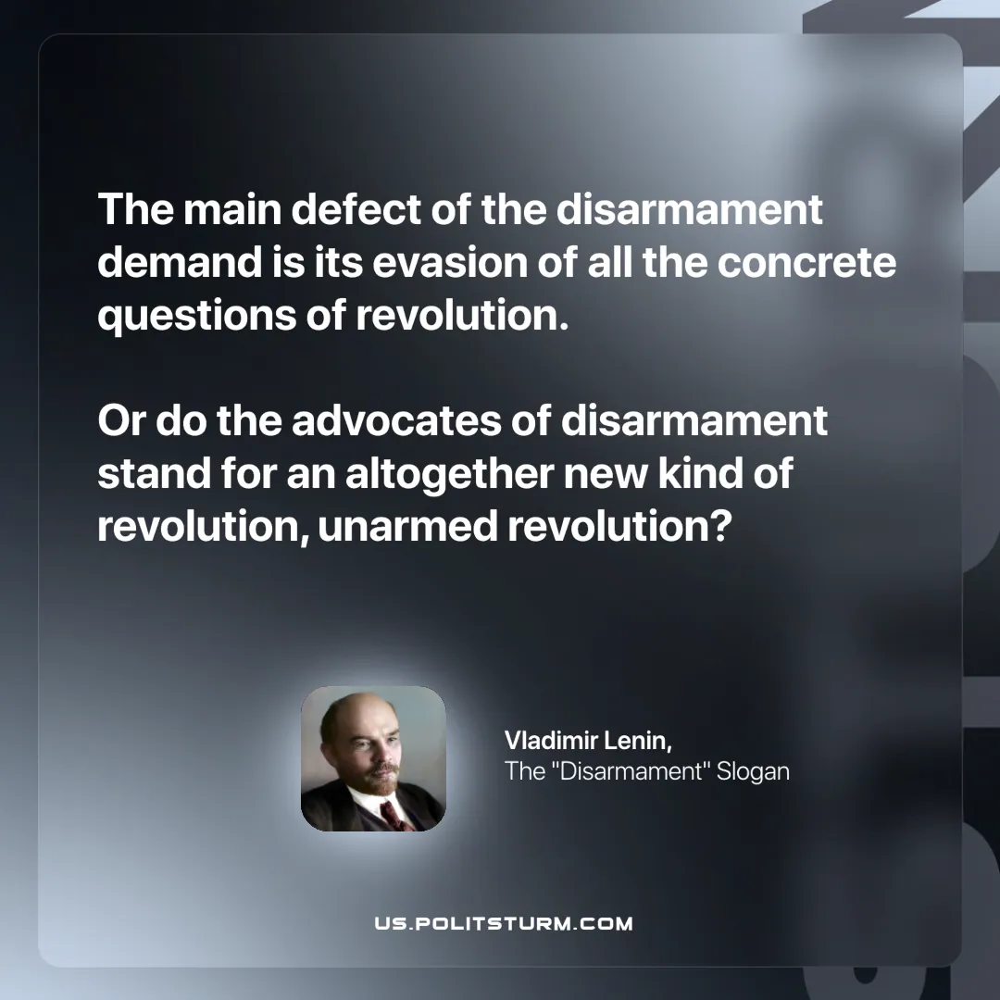 The main defect of the disarmament
demand is its evasion of all the concrete
questions of revolution.
Or do the advocates of disarmament
stand for an altogether new kind of
revolution, unarmed revolution?
Vladimir Lenin,
The "Disarmament" Slogan
US.POLITSTURM.COM